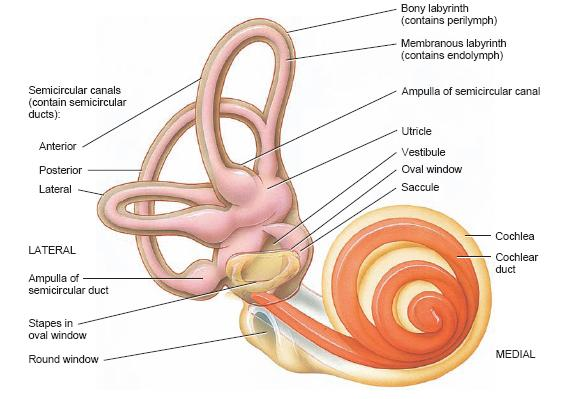 Bony labyrinth
(contains perilymph)
Membranous labyrinth
(contains endolymph)
Semicircular canals
(contain semicircular
ducts):
Ampulla of semicircular canal
Anterior
Utricle
Posterior
Vestibule
Lateral
Oval window
Saccule
LATERAL
Cochlea
Cochlear
duct
Ampulla of
semicircular duct
Stapes in
oval window
Round window
MEDIAL